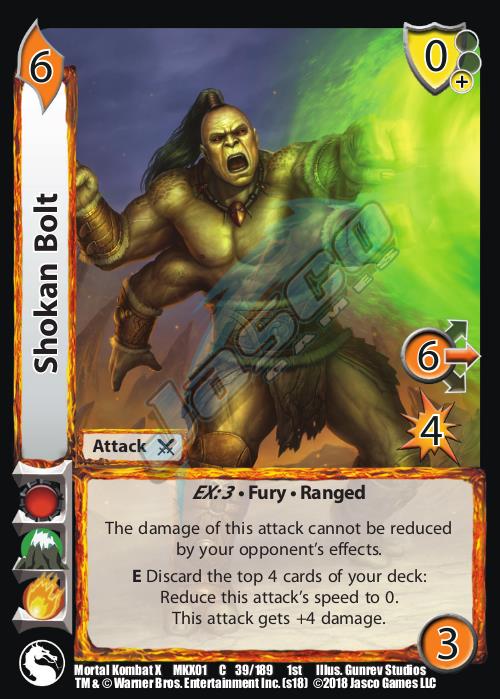 6
0
+
Shokan Bolt
Jasco
GAMES
6
4
Attack
EX:3 • Fury • Ranged
The damage of this attack cannot be reduced
by your opponent's effects.
E Discard the top 4 cards of your deck:
Reduce this attack's speed to 0.
This attack gets +4 damage.
3
Mortal Kombat X MKX01 C 39/189 1st Illus. Gunrev Studios
TM & © Warner Bros. Entertainment Inc. (s18) ©2018 Jasco Games LLC